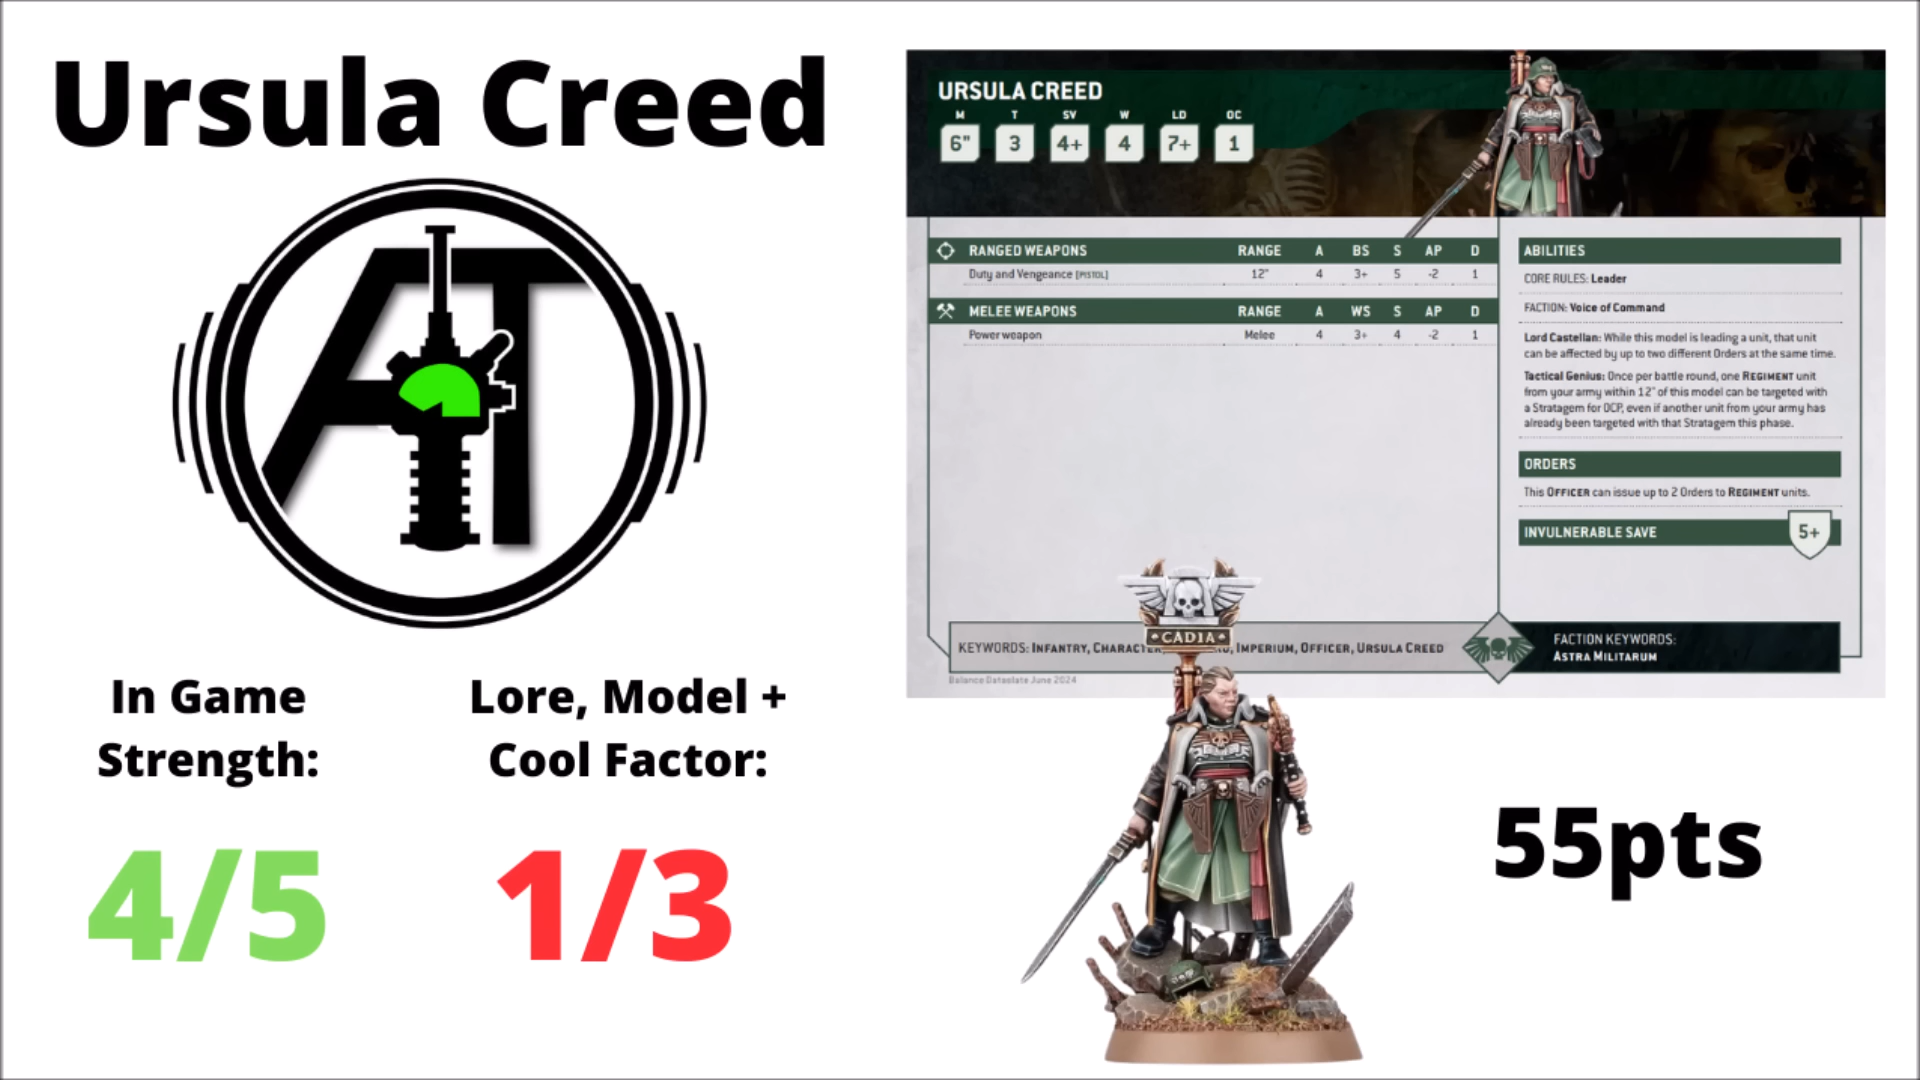 Ursula Creed
AT
In Game
Strength:
4/5
Lore, Model +
Cool Factor:
1/3
URSULA CREED
M T SV W LD OC
6" 3 4+ 4 7+ 1
RANGED WEAPONS RANGE A BS S AP D
Duty and Vengeance [PISTOL] 12" 4 3+ 5 -2 1
MELEE WEAPONS RANGE A WS S AP D
Power weapon Melee 4 3+ 4 -2 1
ABILITIES
CORE RULES: Leader
FACTION: Voice of Command
Lord Castellan: While this model is leading a unit, that unit
can be affected by up to two different Orders at the same time.
Tactical Genius: Once per battle round, one REGIMENT unit
from your army within 12" of this model can be targeted with
a Stratagem for 0CP, even if another unit from your army has
already been targeted with that Stratagem this phase.
ORDERS
This OFFICER can issue up to 2 Orders to REGIMENT units.
INVULNERABLE SAVE 5+
KEYWORDS: INFANTRY, CHARACTE IMPERIUM, OFFICER, URSULA CREED
FACTION KEYWORDS:
ASTRA MILITARUM
Balance Dataslate June 2024
CADIA
55pts